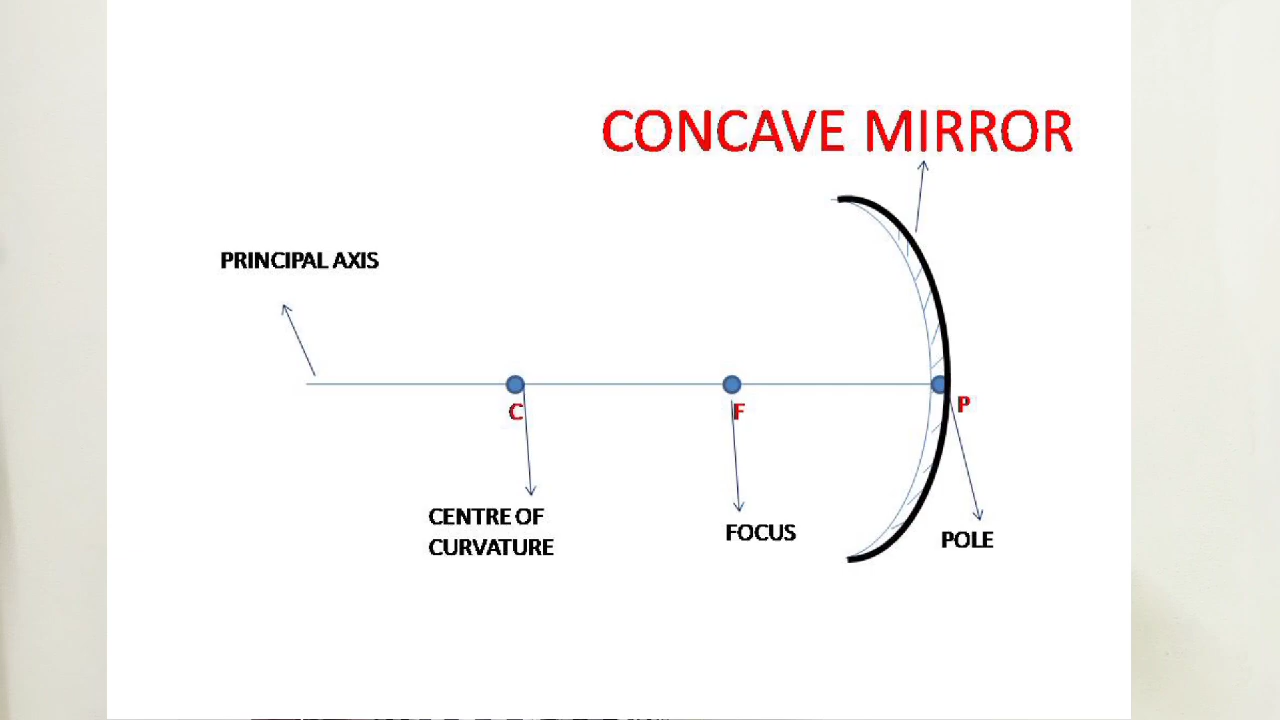 CONCAVE MIRROR
PRINCIPAL AXIS
C
F
P
CENTRE OF
CURVATURE
FOCUS
POLE